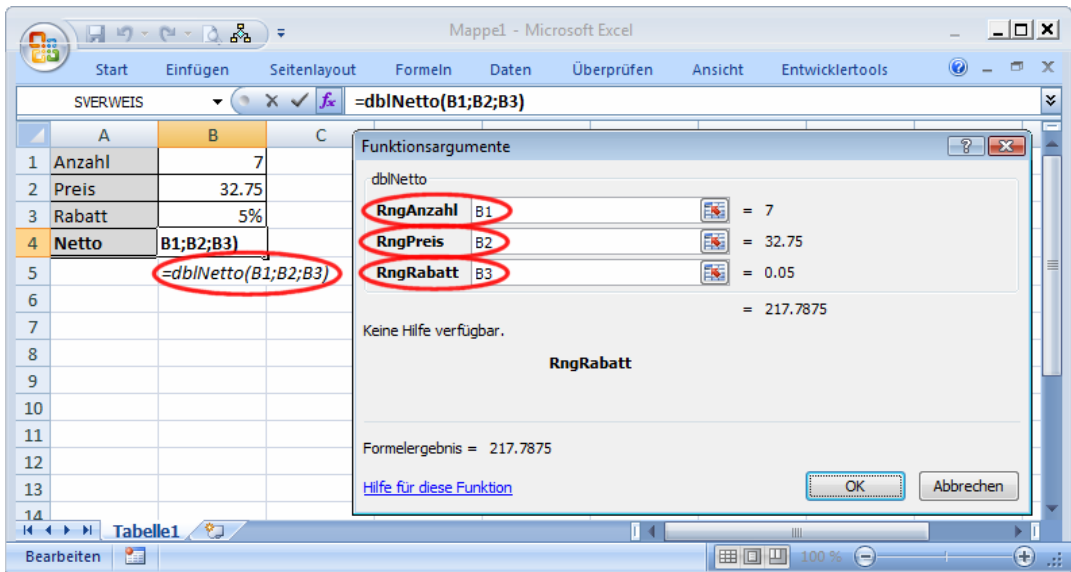 Mappe1 - Microsoft Excel
Start Einfügen Seitenlayout Formeln Daten Überprüfen Ansicht Entwicklertools
SVERWEIS fx =dblNetto(B1;B2;B3)
A B C
1 Anzahl 7
2 Preis 32.75
3 Rabatt 5%
4 Netto B1;B2;B3)
5 =dblNetto(B1;B2;B3)
6
7
8
9
10
11
12
13
14
Funktionsargumente
dblNetto
RngAnzahl B1 = 7
RngPreis B2 = 32.75
RngRabatt B3 = 0.05
= 217.7875
Keine Hilfe verfügbar.
RngRabatt
Formelergebnis = 217.7875
Hilfe für diese Funktion OK Abbrechen
Tabelle1
Bearbeiten 100 %